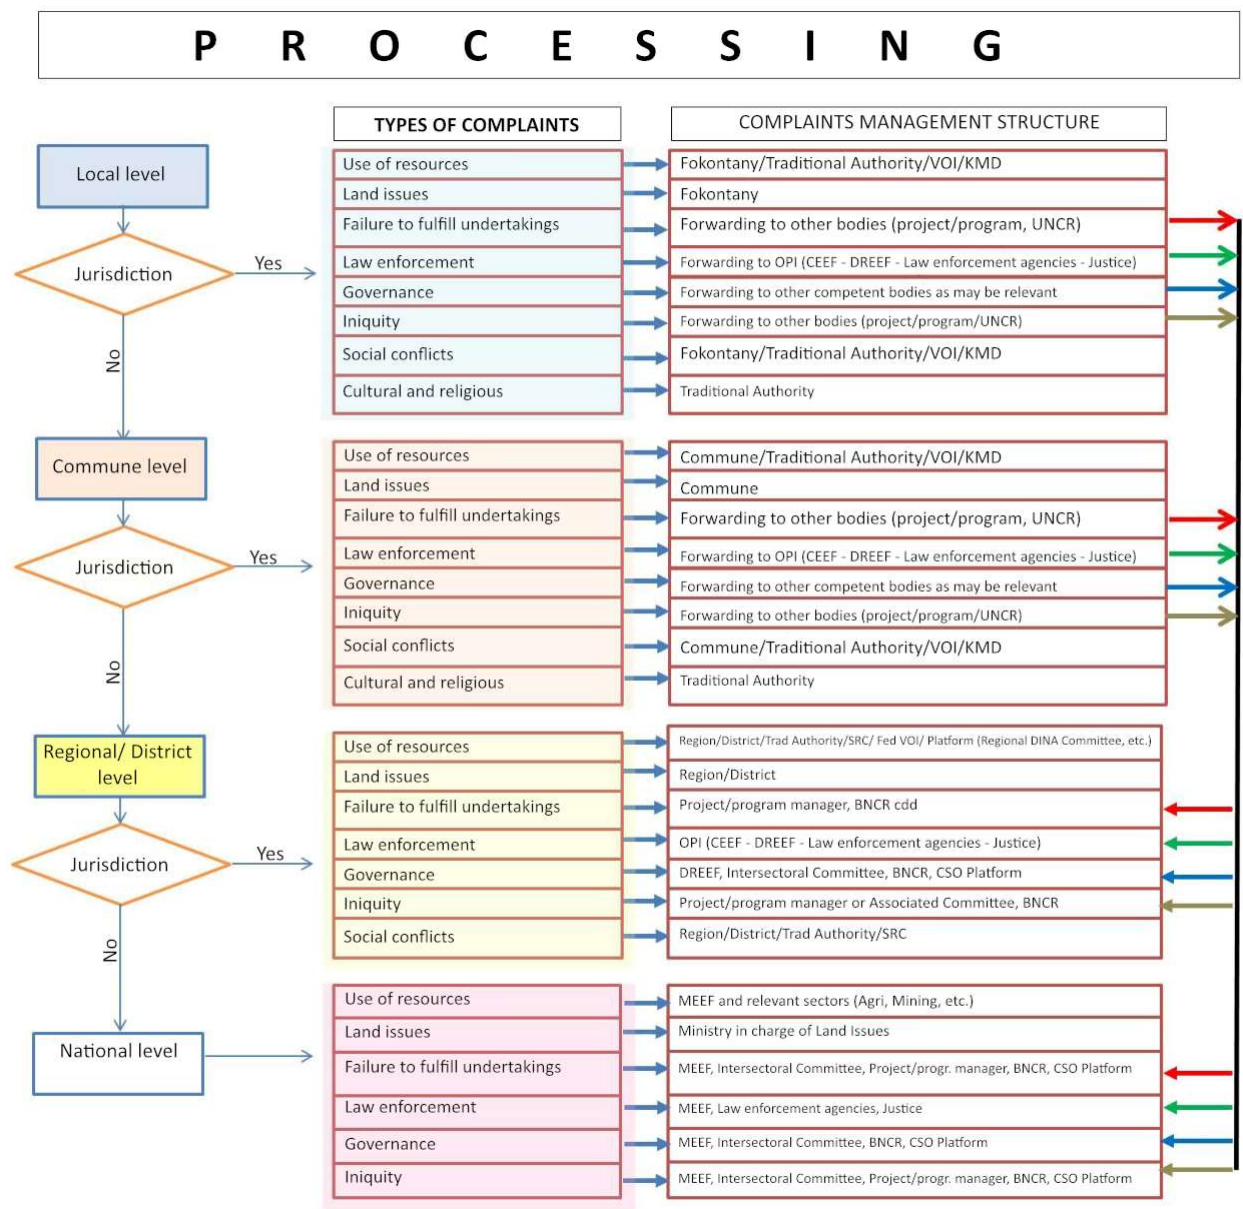 P R O C E S S I N G
TYPES OF COMPLAINTS
COMPLAINTS MANAGEMENT STRUCTURE
Local level
Jurisdiction
Yes
No
Use of resources
Fokontany/Traditional Authority/VOI/KMD
Land issues
Fokontany
Failure to fulfill undertakings
Forwarding to other bodies (project/program, UNCR)
Law enforcement
Forwarding to OPI (CEEF - DREEF - Law enforcement agencies - Justice)
Governance
Forwarding to other competent bodies as may be relevant
Iniquity
Forwarding to other bodies (project/program/UNCR)
Social conflicts
Fokontany/Traditional Authority/VOI/KMD
Cultural and religious
Traditional Authority
Commune level
Jurisdiction
Yes
No
Use of resources
Commune/Traditional Authority/VOI/KMD
Land issues
Commune
Failure to fulfill undertakings
Forwarding to other bodies (project/program, UNCR)
Law enforcement
Forwarding to OPI (CEEF - DREEF - Law enforcement agencies - Justice)
Governance
Forwarding to other competent bodies as may be relevant
Iniquity
Forwarding to other bodies (project/program/UNCR)
Social conflicts
Commune/Traditional Authority/VOI/KMD
Cultural and religious
Traditional Authority
Regional/ District
level
Jurisdiction
Yes
No
Use of resources
Region/District/Trad Authority/SRC/ Fed VOI/ Platform (Regional DINA Committee, etc.)
Land issues
Region/District
Failure to fulfill undertakings
Project/program manager, BNCR cdd
Law enforcement
OPI (CEEF - DREEF - Law enforcement agencies - Justice)
Governance
DREEF, Intersectoral Committee, BNCR, CSO Platform
Iniquity
Project/program manager or Associated Committee, BNCR
Social conflicts
Region/District/Trad Authority/SRC
National level
Use of resources
MEEF and relevant sectors (Agri, Mining, etc.)
Land issues
Ministry in charge of Land Issues
Failure to fulfill undertakings
MEEF, Intersectoral Committee, Project/progr. manager, BNCR, CSO Platform
Law enforcement
MEEF, Law enforcement agencies, Justice
Governance
MEEF, Intersectoral Committee, BNCR, CSO Platform
Iniquity
MEEF, Intersectoral Committee, Project/progr. manager, BNCR, CSO Platform